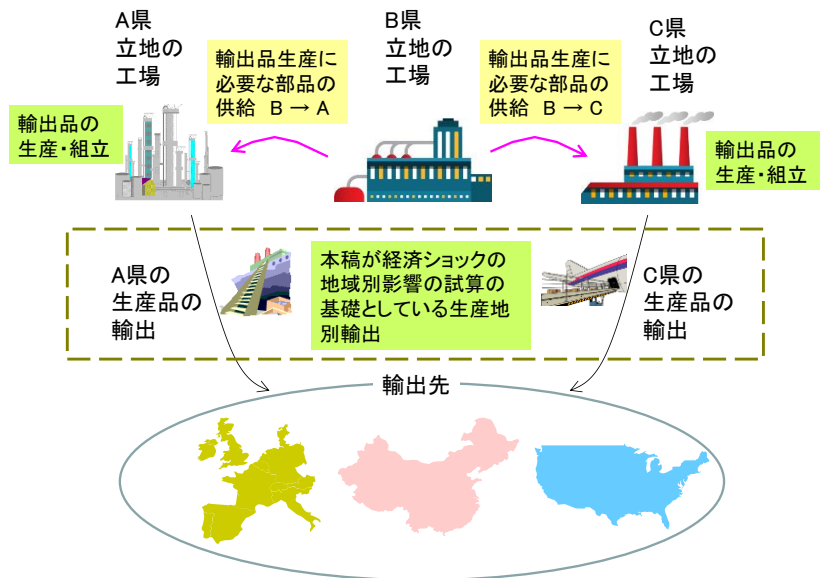 A県
立地の
工場
輸出品生産に
必要な部品の
供給 B → A
B県
立地の
工場
輸出品生産に
必要な部品の
供給 B → C
C県
立地の
工場
輸出品の
生産・組立
輸出品の
生産・組立
A県の
生産品の
輸出
本稿が経済ショックの
地域別影響の試算の
基礎としている生産地
別輸出
C県の
生産品の
輸出
輸出先